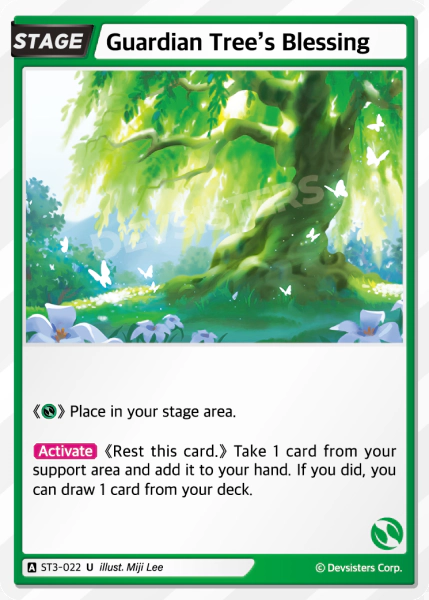 STAGE
Guardian Tree's Blessing
DEVSISTERS
《》 Place in your stage area.
Activate 《Rest this card.》 Take 1 card from your
support area and add it to your hand. If you did, you
can draw 1 card from your deck.
A ST3-022 U illust. Miji Lee
© Devsisters Corp.